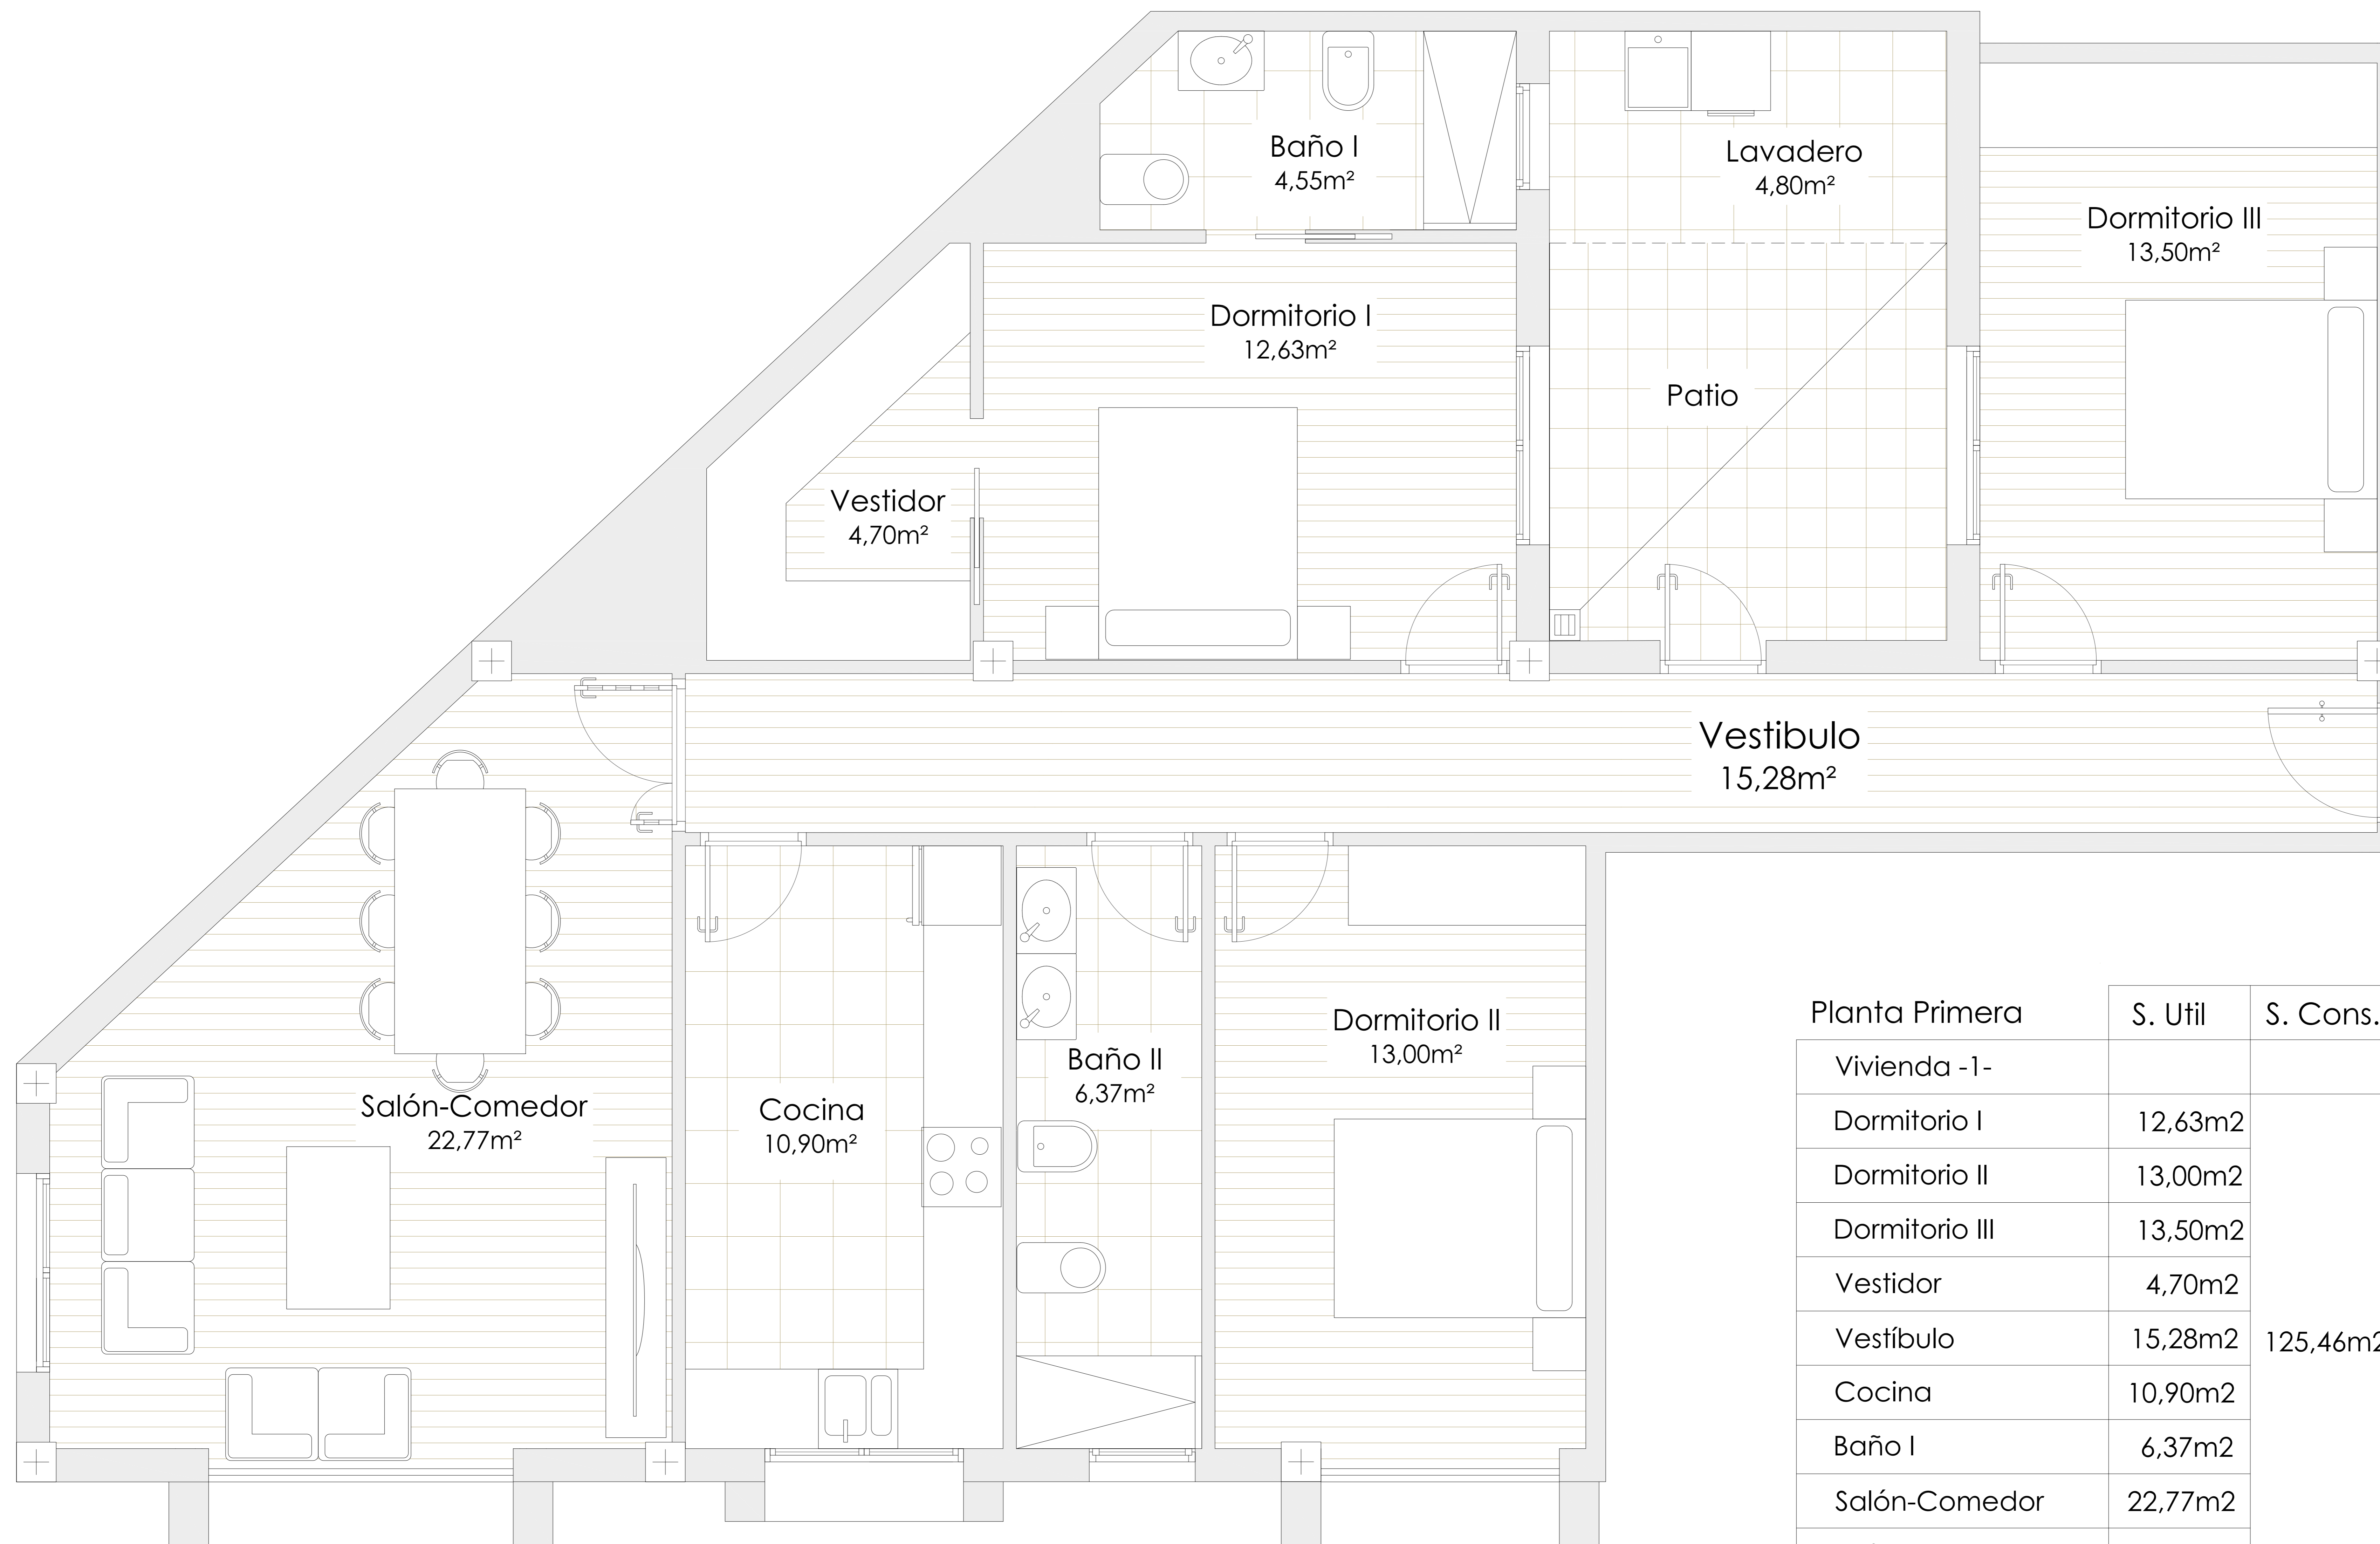 Baño I
4,55m²
Lavadero
4,80m²
Dormitorio III
13,50m²
Dormitorio I
12,63m²
Patio
Vestidor
4,70m²
Vestibulo
15,28m²
Salón-Comedor
22,77m²
Cocina
10,90m²
Baño II
6,37m²
Dormitorio II
13,00m²
Planta Primera S. Util S. Cons.
Vivienda -1-
Dormitorio I 12,63m2
Dormitorio II 13,00m2
Dormitorio III 13,50m2
Vestidor 4,70m2
Vestíbulo 15,28m2 125,46m2
Cocina 10,90m2
Baño I 6,37m2
Salón-Comedor 22,77m2